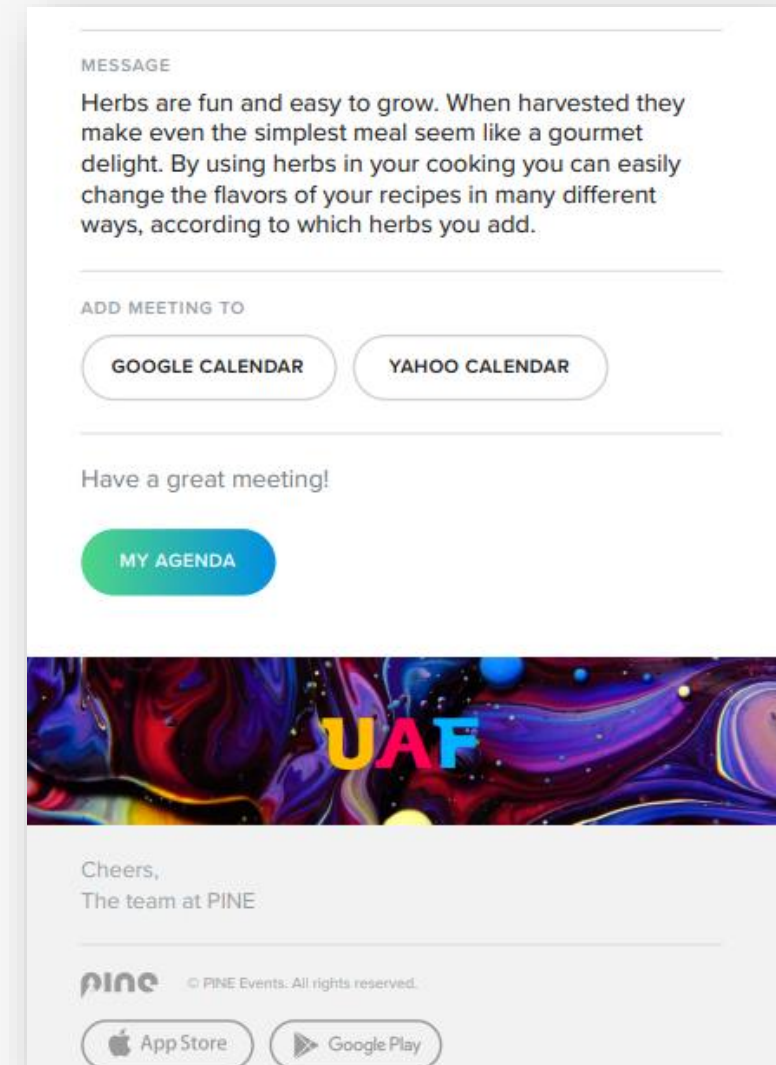 MESSAGE
Herbs are fun and easy to grow. When harvested they
make even the simplest meal seem like a gourmet
delight. By using herbs in your cooking you can easily
change the flavors of your recipes in many different
ways, according to which herbs you add.
ADD MEETING TO
GOOGLE CALENDAR YAHOO CALENDAR
Have a great meeting!
MY AGENDA
UAF
Cheers,
The team at PINE
pine © PINE Events. All rights reserved.
App Store Google Play